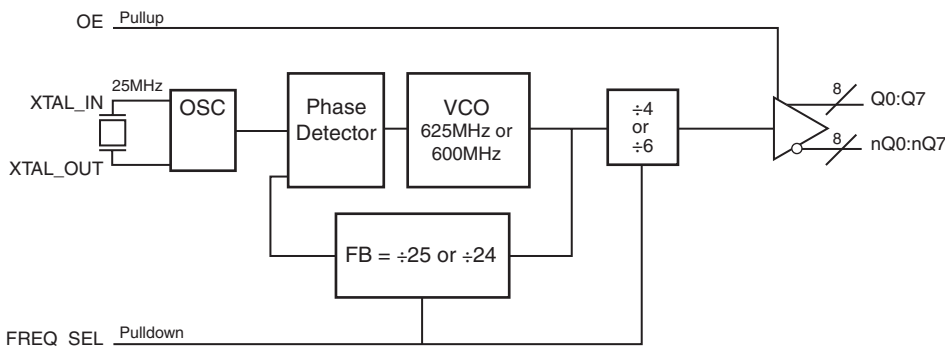 OE Pullup
25MHz
XTAL_IN
XTAL_OUT
OSC
Phase
Detector
VCO
625MHz or
600MHz
÷4
or
÷6
8 Q0:Q7
8 nQ0:nQ7
FB = ÷25 or ÷24
FREQ_SEL Pulldown